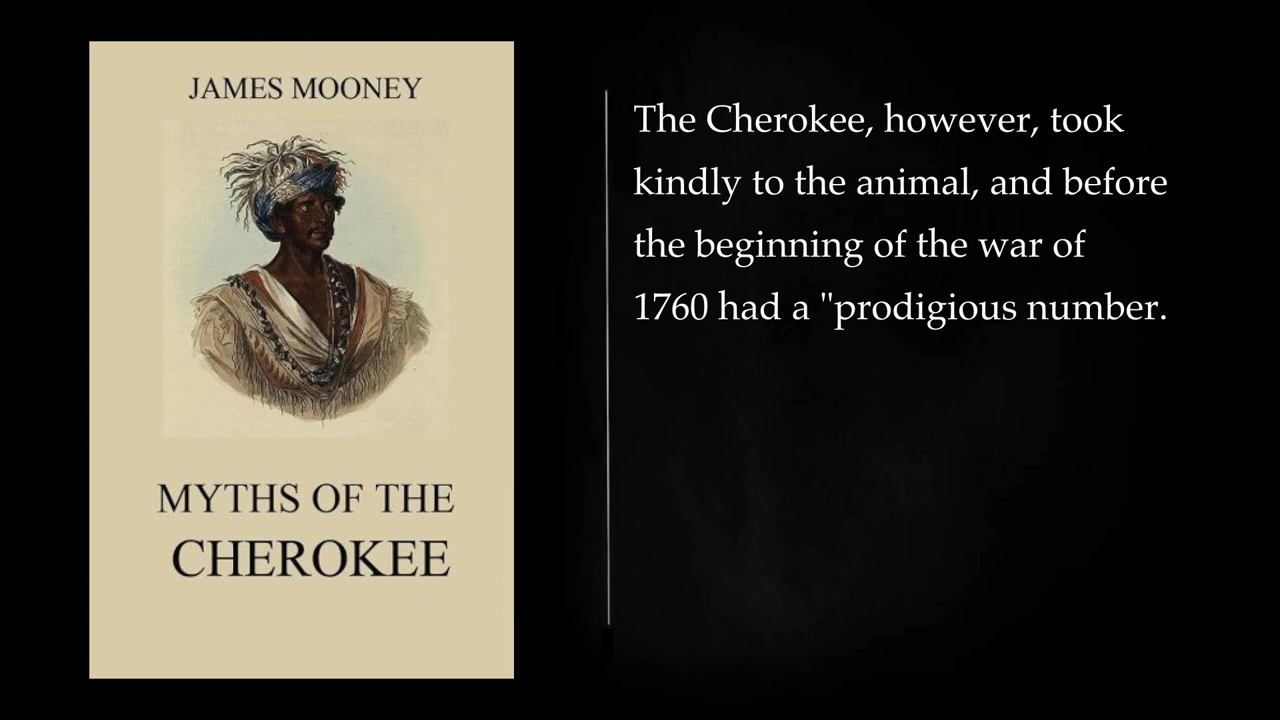 JAMES MOONEY
MYTHS OF THE
CHEROKEE
The Cherokee, however, took
kindly to the animal, and before
the beginning of the war of
1760 had a "prodigious number.